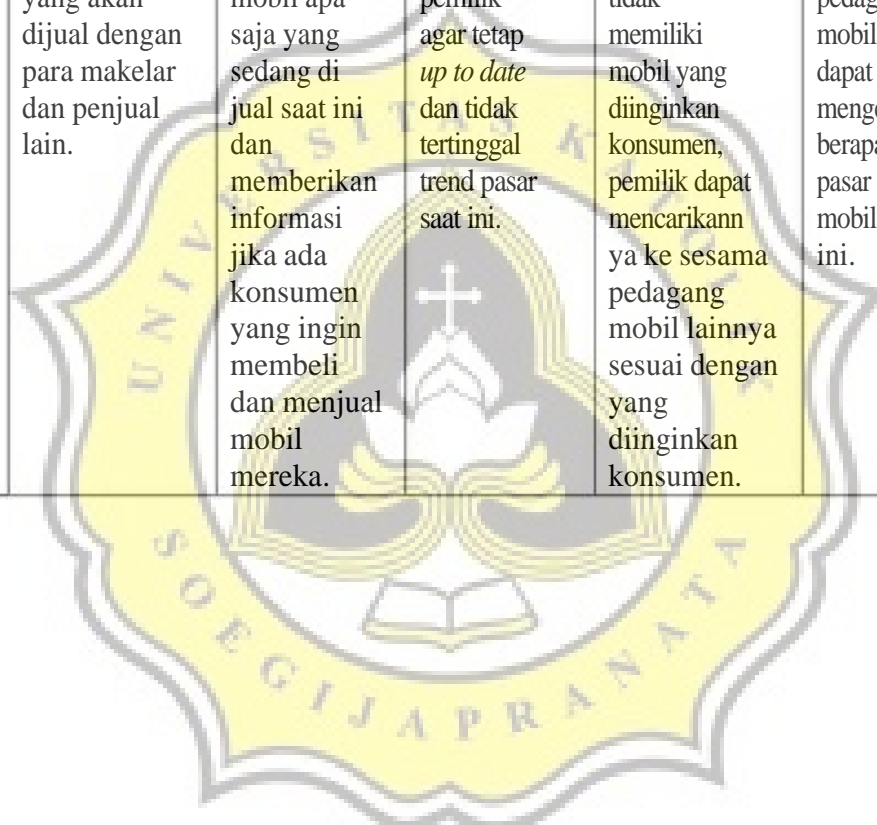 yang akan
dijual dengan
para makelar
dan penjual
lain.
mobil apa
saja yang
sedang di
jual saat ini
dan
memberikan
informasi
jika ada
konsumen
yang ingin
membeli
dan menjual
mobil
mereka.
pemilik
agar tetap
up to date
dan tidak
tertinggal
trend pasar
saat ini.
tidak
memiliki
mobil yang
diinginkan
konsumen,
pemilik dapat
mencarikann
ya ke sesama
pedagang
mobil lainnya
sesuai dengan
yang
diinginkan
konsumen.
mobil
dapat
pasar
mobil
ini.
UNIVERSITAS KATOLIK
SOEGIJAPRANATA